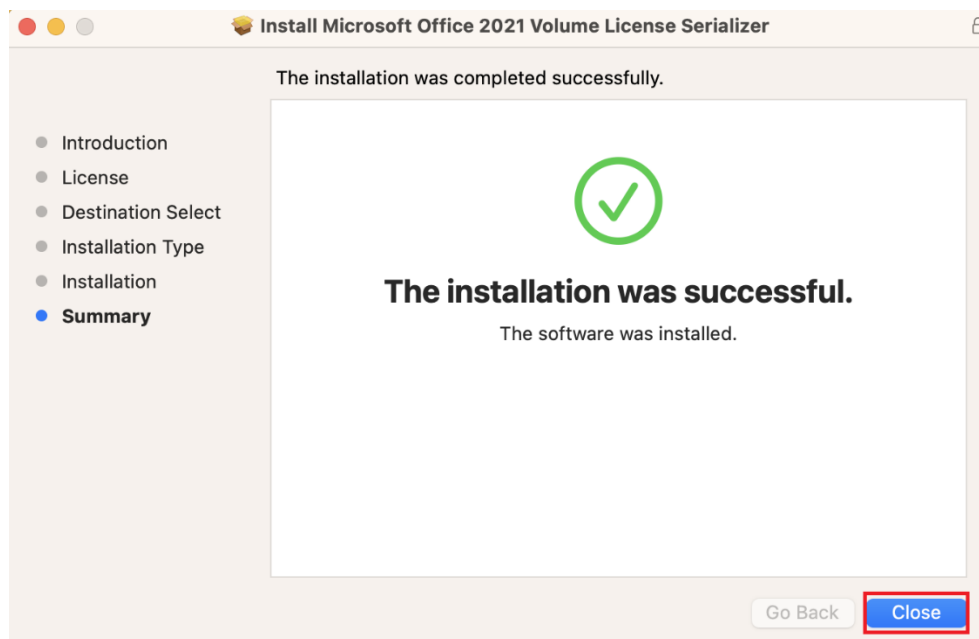 Install Microsoft Office 2021 Volume License Serializer
The installation was completed successfully.
Introduction
License
Destination Select
Installation Type
Installation
Summary
The installation was successful.
The software was installed.
Go Back
Close